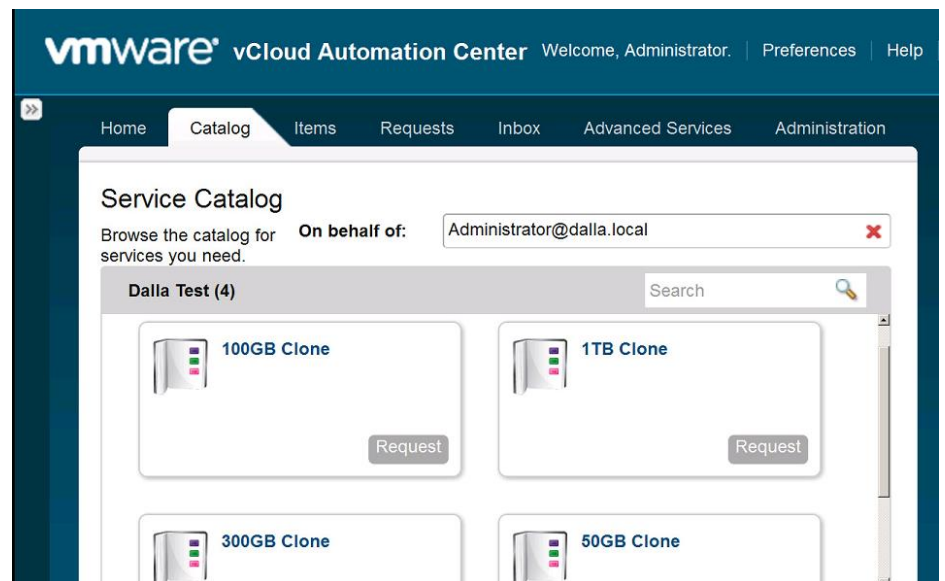 vmware® vCloud Automation Center Welcome, Administrator. Preferences Help
Home Catalog Items Requests Inbox Advanced Services Administration
Service Catalog
Browse the catalog for
services you need.
On behalf of: Administrator@dalla.local
Dalla Test (4) Search
100GB Clone 1TB Clone
Request Request
300GB Clone 50GB Clone